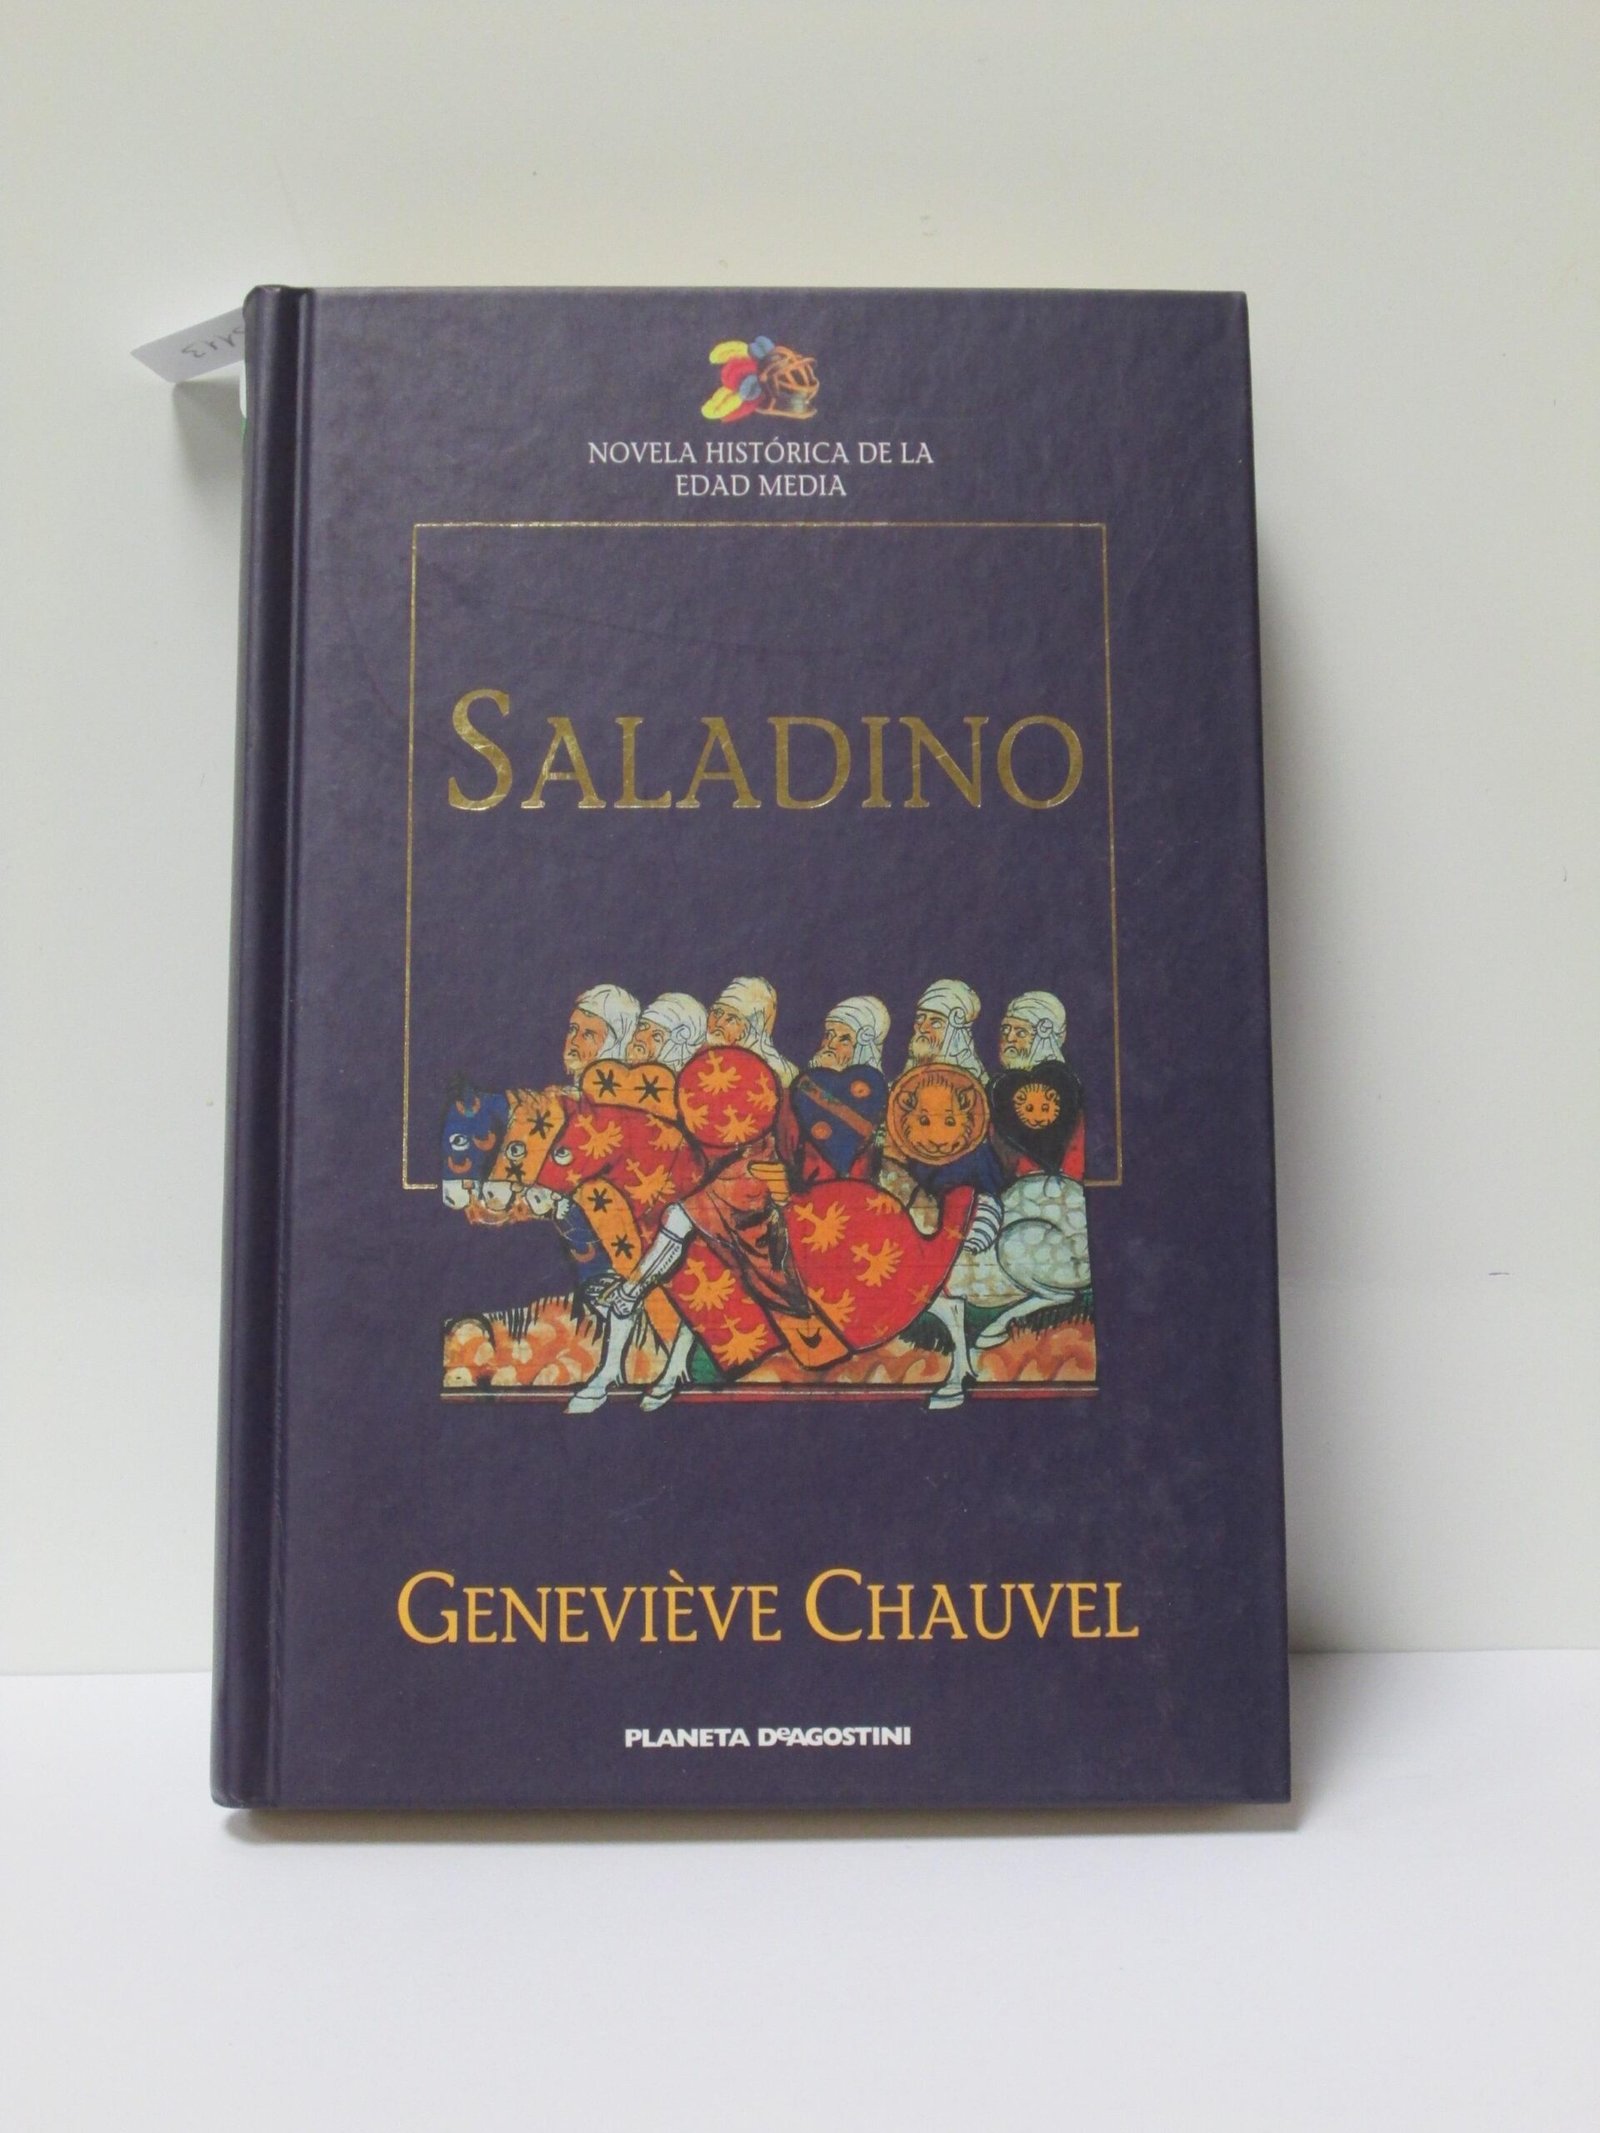 NOVELA HISTÓRICA DE LA
EDAD MEDIA
SALADINO
GENEVIÈVE CHAUVEL
PLANETA DeAGOSTINI